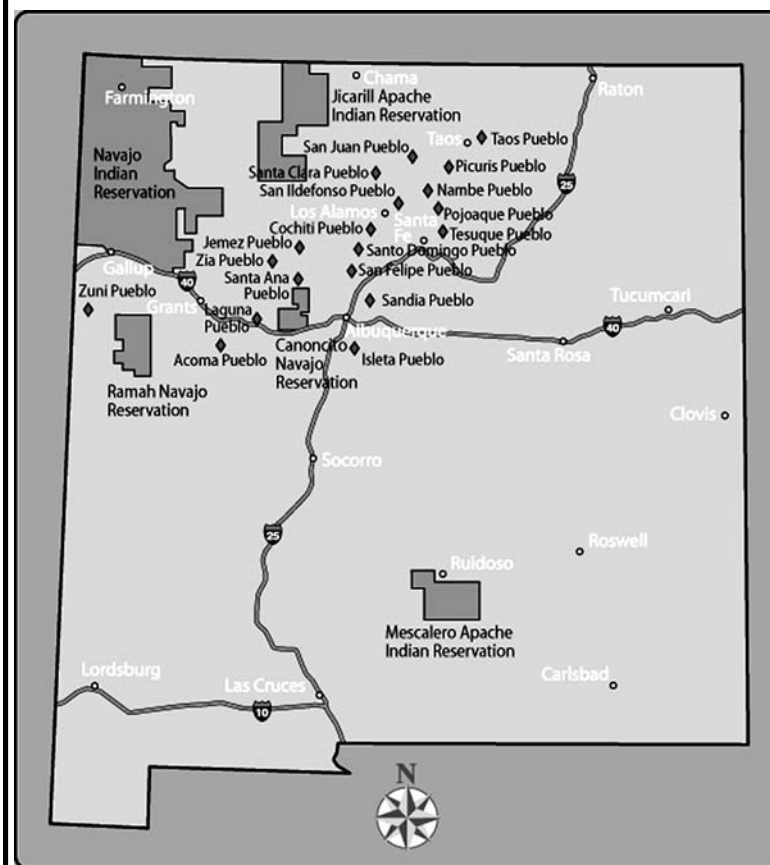 Chama
Farmington
Raton
Jicarill Apache
Indian Reservation
Taos
Taos Pueblo
San Juan Pueblo
Navajo
Indian
Reservation
Picuris Pueblo
Santa Clara Pueblo
San Ildefonso Pueblo
Nambe Pueblo
25
Los Alamos
Santa
Fe
Pojoaque Pueblo
Cochiti Pueblo
Tesuque Pueblo
Jemez Pueblo
Santo Domingo Pueblo
Zia Pueblo
Gallup
San Felipe Pueblo
40
Santa Ana
Pueblo
Zuni Pueblo
Grants
Laguna
Pueblo
Sandia Pueblo
Tucumcari
Albuquerque
40
Santa Rosa
Acoma Pueblo
Canoncito
Navajo
Reservation
Isleta Pueblo
Ramah Navajo
Reservation
Clovis
Socorro
25
Roswell
Ruidoso
Mescalero Apache
Indian Reservation
Lordsburg
Las Cruces
Carlsbad
10
N